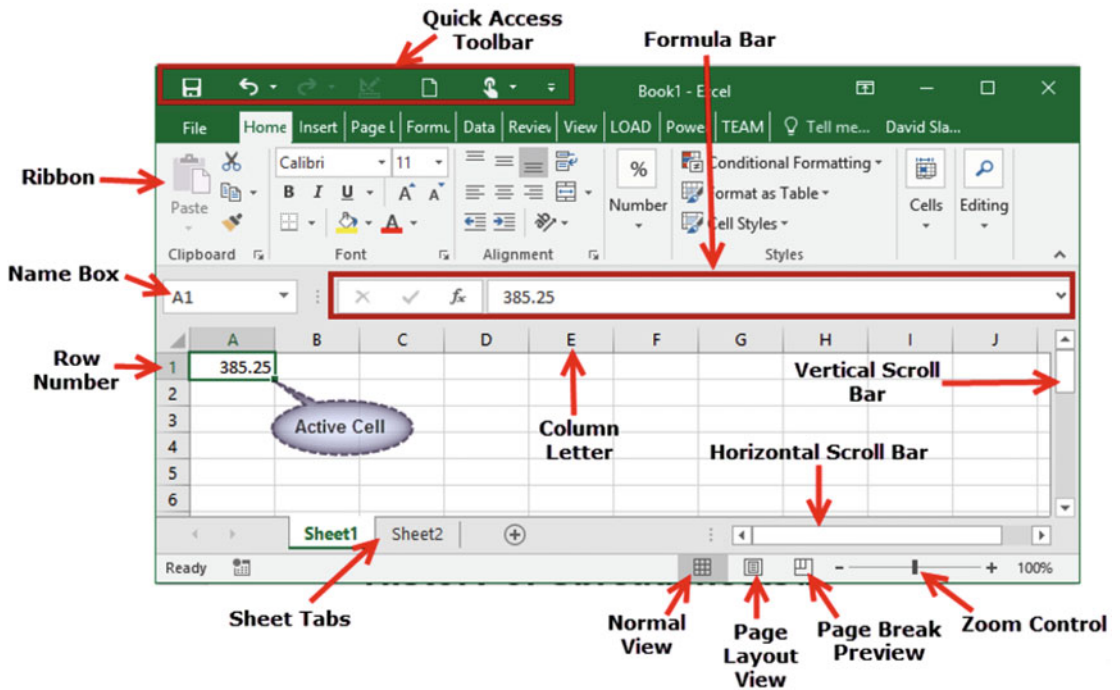 Quick Access
Toolbar
Formula Bar
Book1 - Excel
File Home Insert Page L Formu Data Review View LOAD Power TEAM Tell me... David Sla...
Ribbon
Paste
Calibri 11
B I U A A
A
%
Number
Conditional Formatting
Format as Table
Cell Styles
Cells
Editing
Clipboard Font Alignment Styles
Name Box
A1
fx 385.25
A B C D E F G H I J
Row
Number
1 385.25
2
3
4
5
6
Active Cell
Column
Letter
Vertical Scroll
Bar
Horizontal Scroll Bar
Sheet1 Sheet2
Ready
100%
Sheet Tabs
Normal
View
Page
Layout
View
Page Break
Preview
Zoom Control